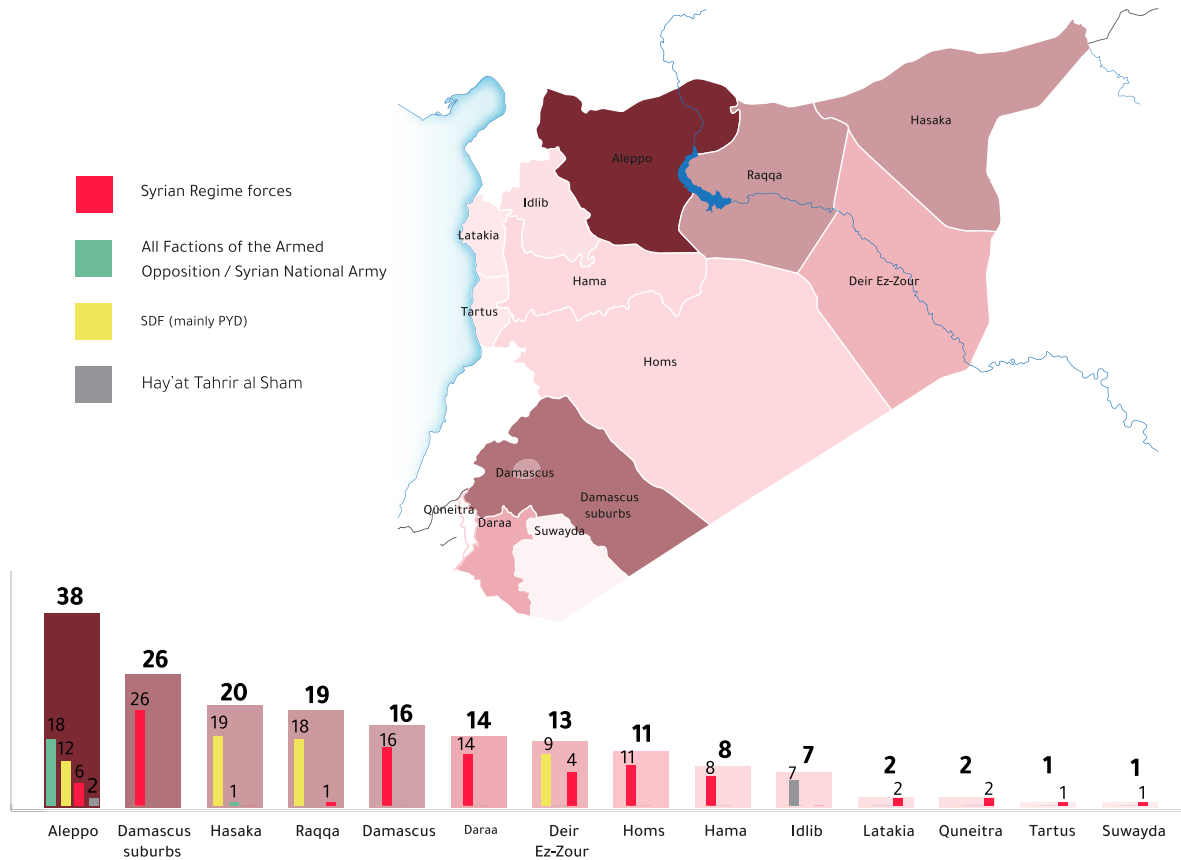 Syrian Regime forces
All Factions of the Armed
Opposition / Syrian National Army
SDF (mainly PYD)
Hay'at Tahrir al Sham
Hasaka
Aleppo
Raqqa
Idlib
Latakia
Hama
Deir Ez-Zour
Tartus
Homs
Damascus
Damascus
suburbs
Quneitra
Daraa
Suwayda
38
18
12
6
2
26
26
20
19
1
19
18
1
16
16
14
14
13
9
4
11
11
8
8
7
7
2
2
2
2
1
1
1
1
Aleppo
Damascus
suburbs
Hasaka
Raqqa
Damascus
Daraa
Deir
Ez-Zour
Homs
Hama
Idlib
Latakia
Quneitra
Tartus
Suwayda